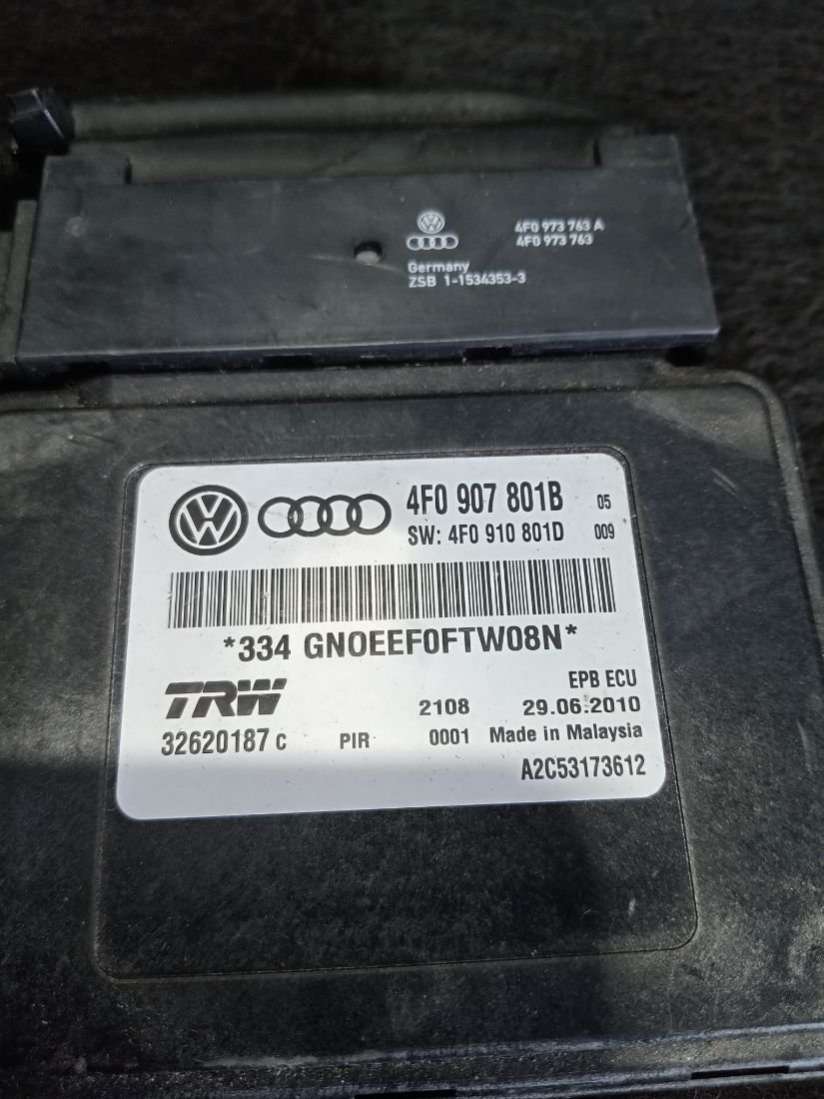 4F0 973 763 A
4F0 973 763
Germany
ZSB 1-1534353-3
4F0 907 801B 05
SW: 4F0 910 801D 009
*334 GN0EEF0FTW08N*
EPB ECU
TRW 2108 29.06.2010
32620187 C PIR 0001 Made in Malaysia
A2C53173612